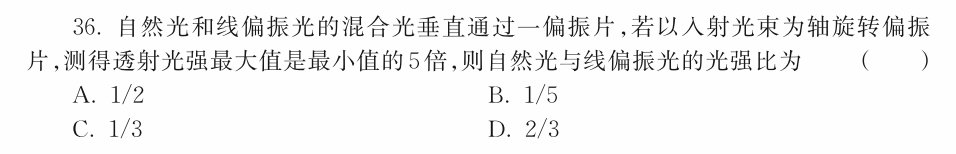 36. 自然光和线偏振光的混合光垂直通过一偏振片,若以入射光束为轴旋转偏振
片,测得透射光强最大值是最小值的5倍,则自然光与线偏振光的光强比为 ( )
A. 1/2 B. 1/5
C. 1/3 D. 2/3